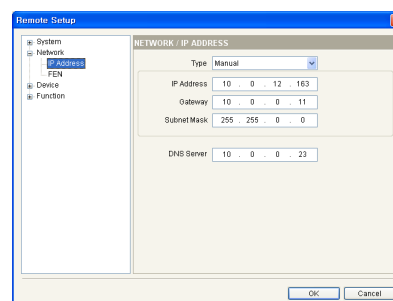 Remote Setup
System
Network
IP Address
FEN
Device
Function
NETWORK / IP ADDRESS
Type Manual
IP Address 10 . 0 . 12 . 163
Gateway 10 . 0 . 0 . 11
Subnet Mask 255 . 255 . 0 . 0
DNS Server 10 . 0 . 0 . 23
OK Cancel